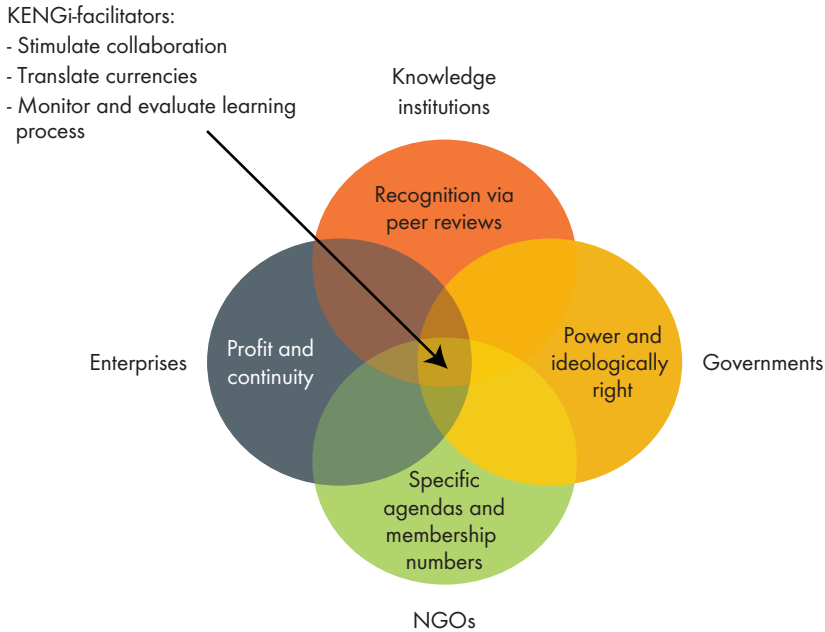 KENGi-facilitators:
- Stimulate collaboration
- Translate currencies
- Monitor and evaluate learning
process
Knowledge
institutions
Recognition via
peer reviews
Enterprises
Profit and
continuity
Power and
ideologically
right
Governments
Specific
agendas and
membership
numbers
NGOs